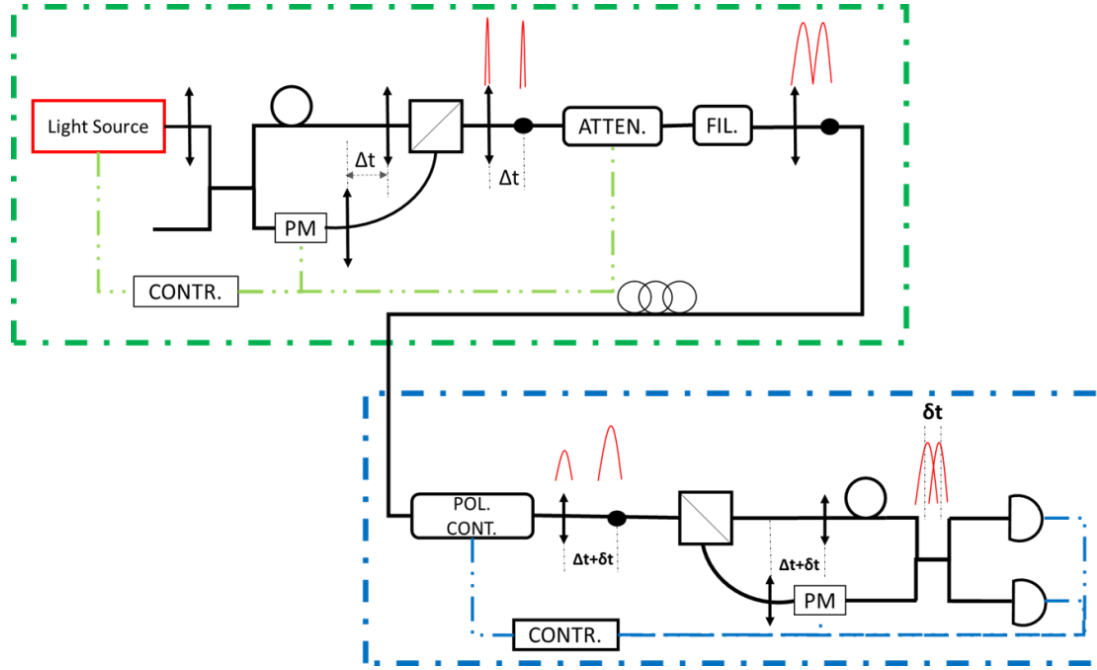 Light Source
Δt
Δt
ATTEN.
FIL.
PM
CONTR.
δt
POL.
CONT.
Δt+δt
Δt+δt
PM
CONTR.